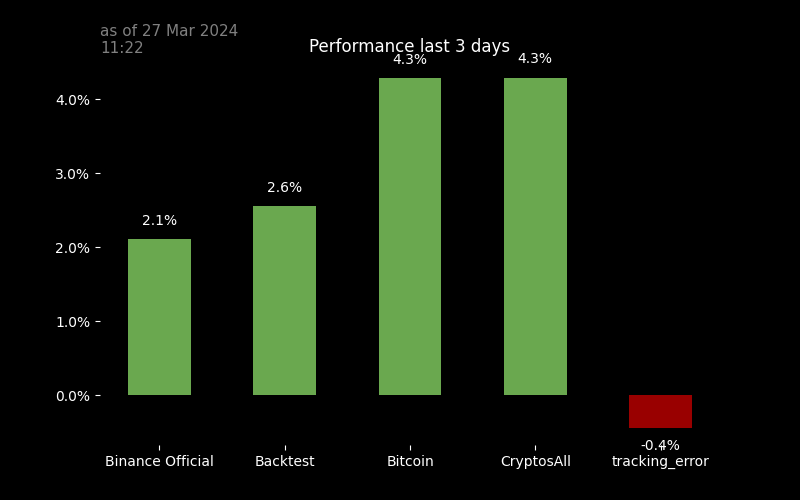 as of 27 Mar 2024
11:22
Performance last 3 days
4.3%
4.3%
4.0%
3.0%
2.6%
2.1%
2.0%
1.0%
0.0%
-0.4%
Binance Official
Backtest
Bitcoin
CryptosAll
tracking_error